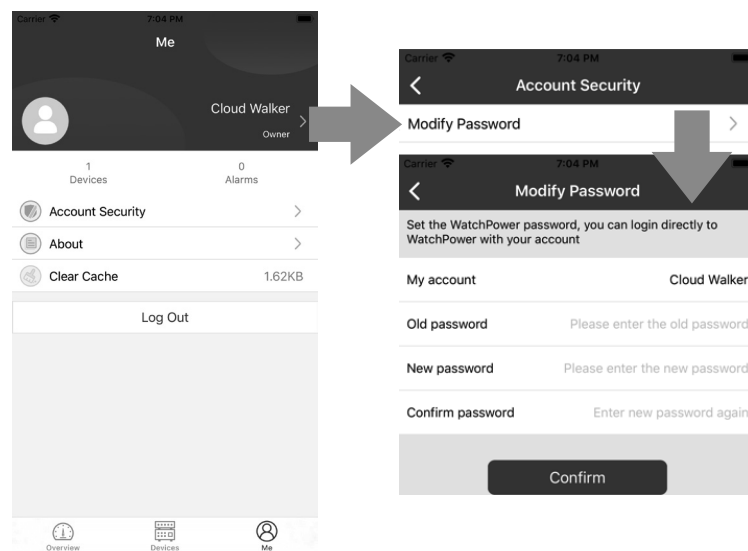 Carrier 7:04 PM
Me
Cloud Walker
Owner
1
Devices
0
Alarms
Account Security
About
Clear Cache 1.62KB
Log Out
Overview Devices Me
Carrier 7:04 PM
Account Security
Modify Password
Carrier 7:04 PM
Modify Password
Set the WatchPower password, you can login directly to
WatchPower with your account
My account Cloud Walker
Old password Please enter the old password
New password Please enter the new password
Confirm password Enter new password again
Confirm